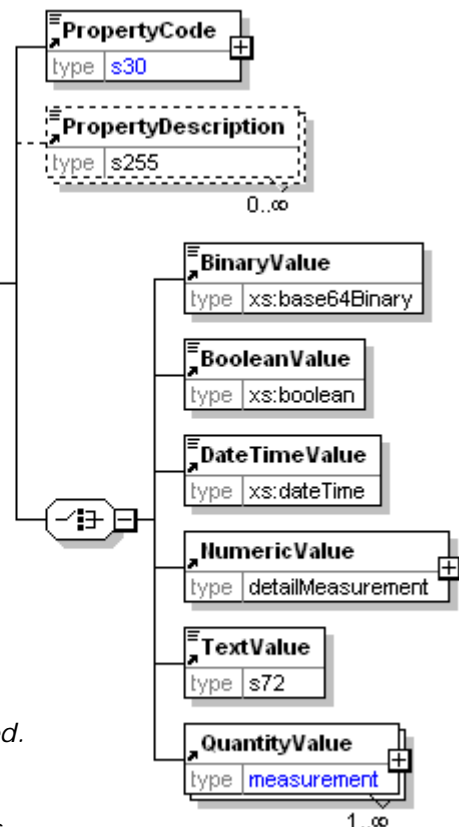 PropertyCode
type s30
PropertyDescription
type s255
0..∞
BinaryValue
type xs:base64Binary
BooleanValue
type xs:boolean
DateTimeValue
type xs:dateTime
NumericValue
type detailMeasurement
TextValue
type s72
ed.
QuantityValue
type measurement
1..∞